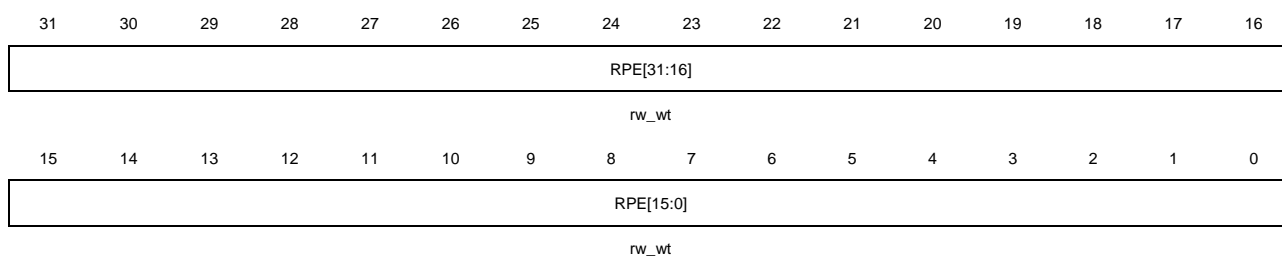 31 30 29 28 27 26 25 24 23 22 21 20 19 18 17 16
RPE[31:16]
rw_wt
15 14 13 12 11 10 9 8 7 6 5 4 3 2 1 0
RPE[15:0]
rw_wt